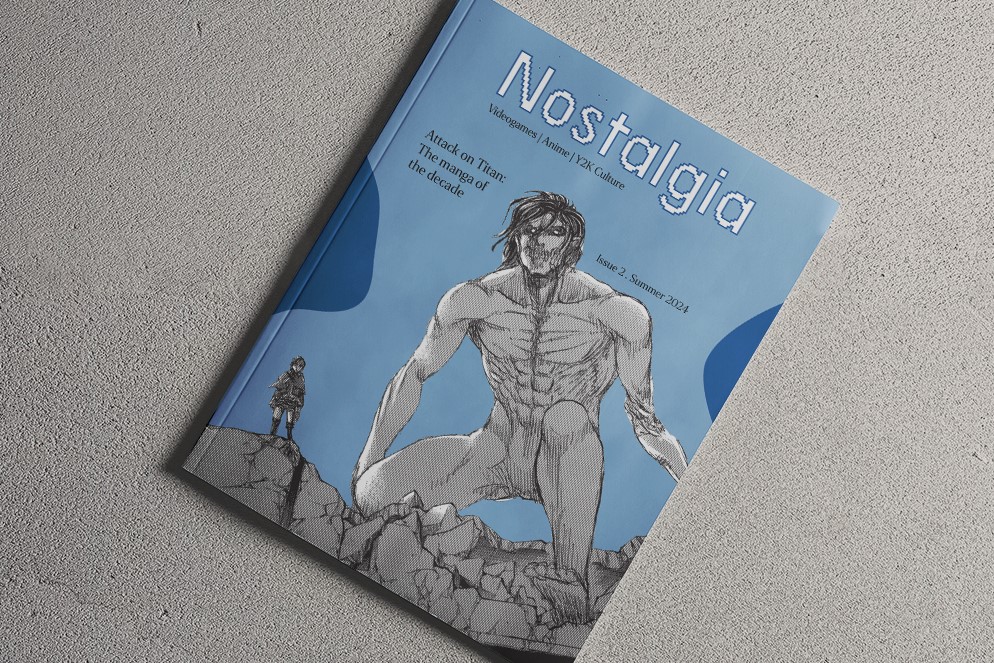 Nostalgia
Videogames | Anime | Y2K Culture
Attack on Titan:
The manga of
the decade
Issue 2 . Summer 2024